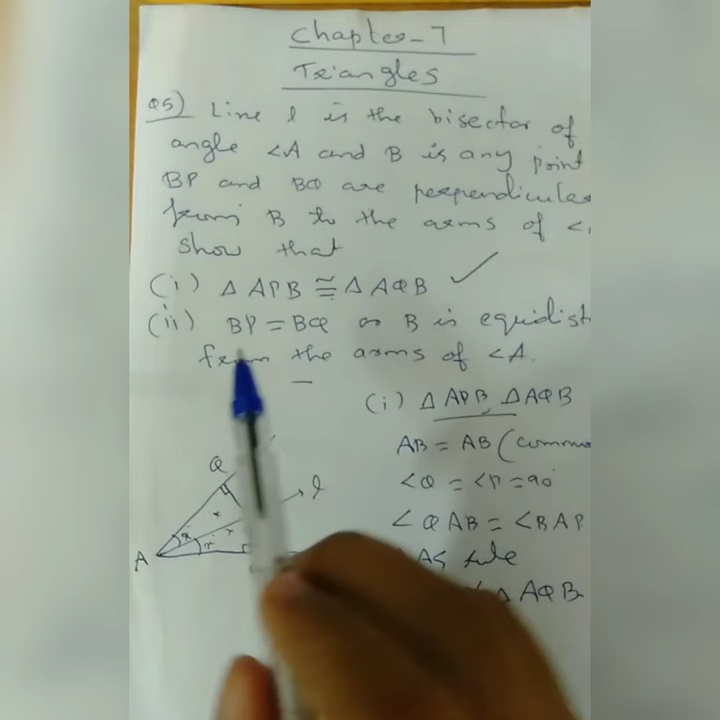 Chapter-7
Triangles
Q5) Line l is the bisector of
angle ∠A and B is any point
BP and BQ are perpendicular
from B to the arms of
show that
(i) Δ APB ≅ Δ AQB ✓
(ii) BP = BQ or B is equidist
from the arms of ∠A.
(i) Δ APB, Δ AQB
AB = AB (commo
∠Q = ∠P = 90
∠QAB = ∠BAP
AS rule
Δ AQB
Q
l
x
x
A